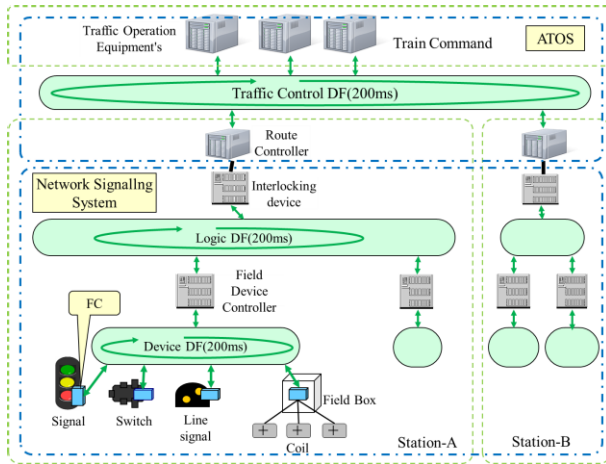 Traffic Operation
Equipment's
Train Command
ATOS
Traffic Control DF(200ms)
Route
Controller
Network Signallng
System
Interlocking
device
Logic DF(200ms)
Field
Device
Controller
FC
Device DF(200ms)
Signal
Switch
Line
signal
Field Box
Coil
Station-A
Station-B